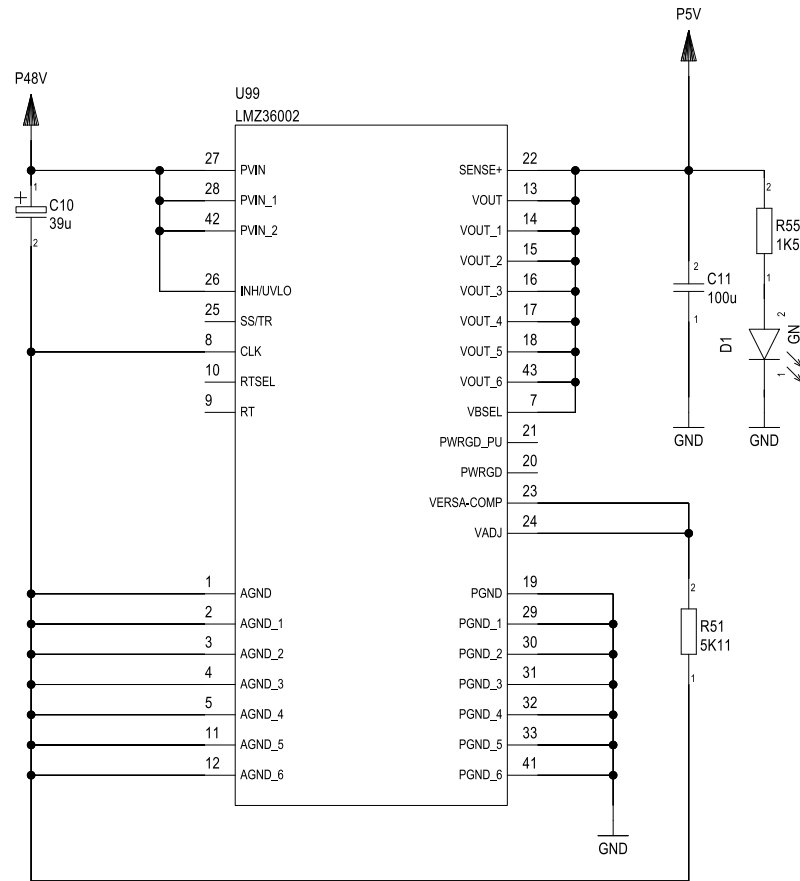 P5V
P48V
U99
LMZ36002
27 PVIN SENSE+ 22
28 PVIN_1 VOUT 13
42 PVIN_2 VOUT_1 14
VOUT_2 15
26 INH/UVLO VOUT_3 16
25 SS/TR VOUT_4 17
8 CLK VOUT_5 18
10 RTSEL VOUT_6 43
9 RT VBSEL 7
PWRGD_PU 21
PWRGD 20
VERSA-COMP 23
VADJ 24
1 AGND PGND 19
2 AGND_1 PGND_1 29
3 AGND_2 PGND_2 30
4 AGND_3 PGND_3 31
5 AGND_4 PGND_4 32
11 AGND_5 PGND_5 33
12 AGND_6 PGND_6 41
1
+ C10
39u
2
2
C11
100u
1
2
R55
1K5
1
2
D1 GN
1
GND
GND
2
R51
5K11
1
GND